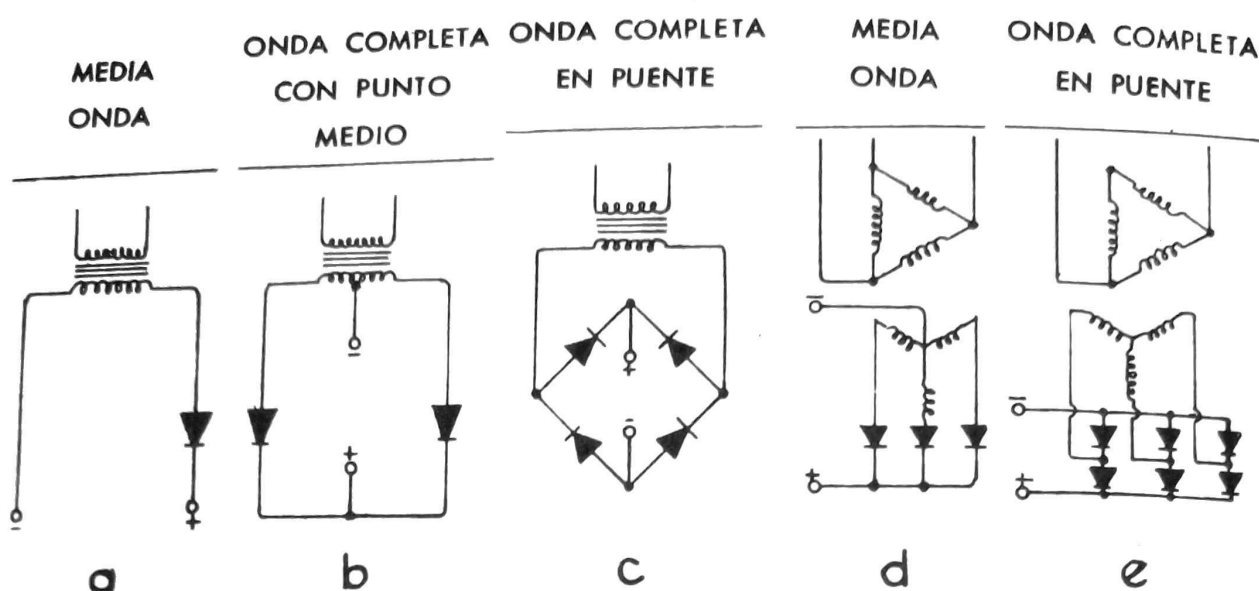 MEDIA
ONDA
ONDA COMPLETA
CON PUNTO
MEDIO
ONDA COMPLETA
EN PUENTE
MEDIA
ONDA
ONDA COMPLETA
EN PUENTE
-
+
-
+
+
-
-
+
-
+
a
b
c
d
e